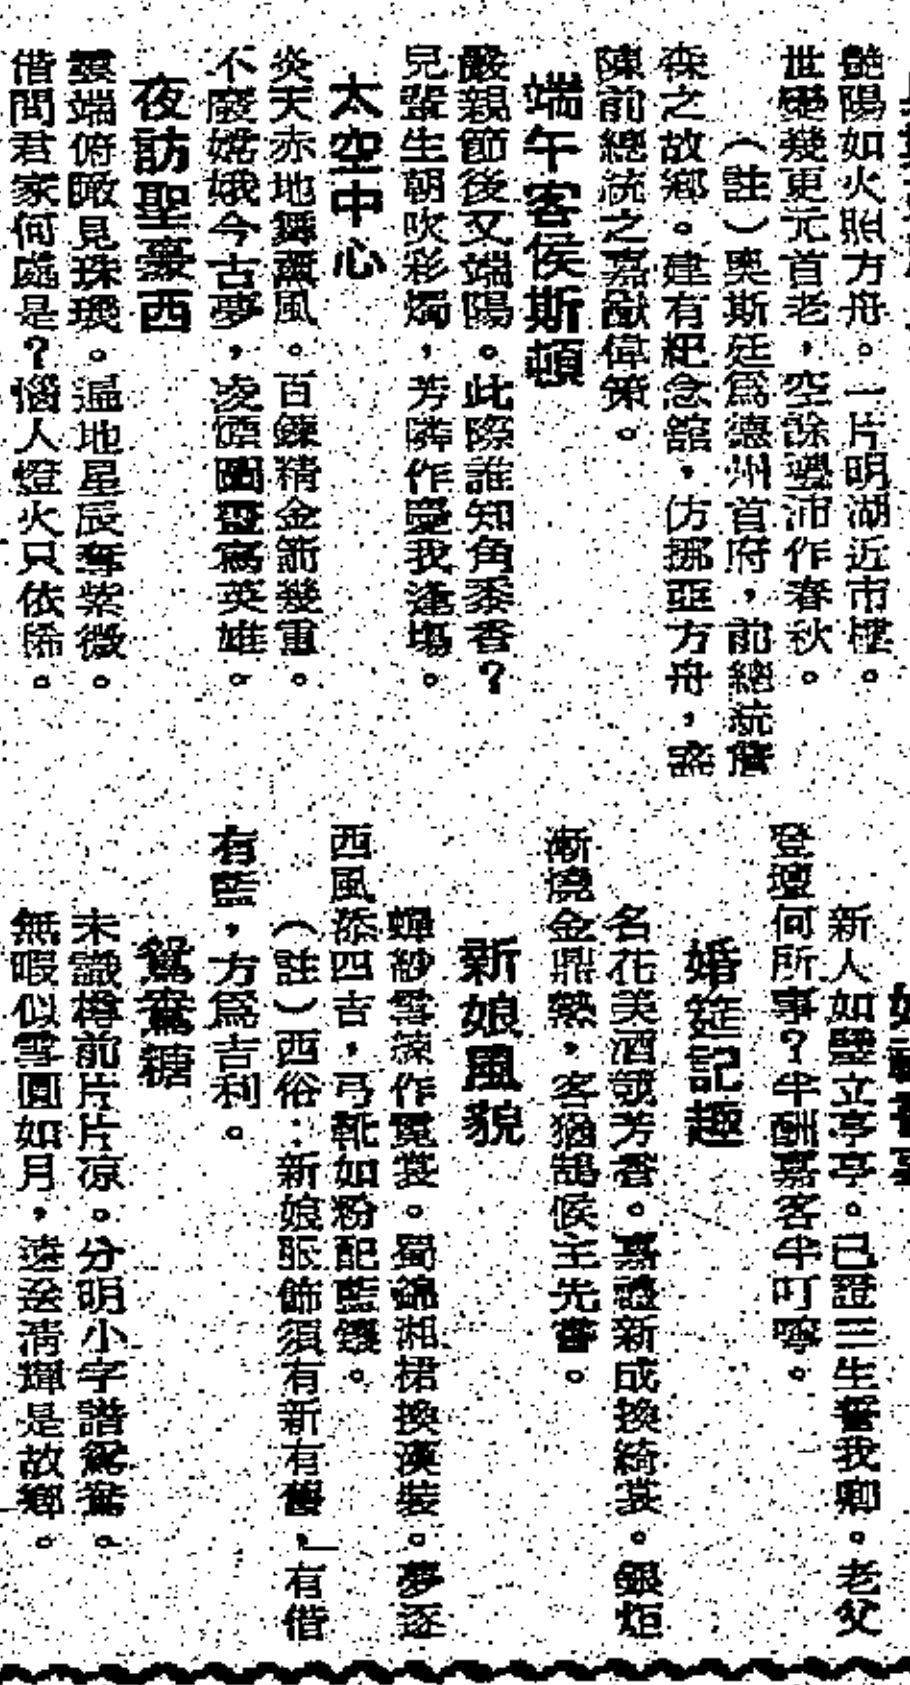 艷陽如火照方舟。一片明湖近市樓。
世變幾更元首老,空餘豐沛作春秋。
(註)奧斯廷為德州首府,前總統詹
森之故鄉。建有紀念舘,仿挪亞方舟,
陳前總統之嘉猷偉策。
端午客侯斯頓
嚴親節後又端陽。此際誰知角黍香?
兒輩生朝吹彩燭,芳隣作慶我逢場。
太空中心
炎天赤地舞薰風。百鍊精金箭幾重。
不廢嫦娥今古夢,凌煙圖畫寫英雄。
夜訪聖安西
雲端俯瞰見珠璣。遍地星辰奪紫微。
借問君家何處是?惱人燈火只依稀。
新人如璧立亭亭。已證三生誓我卿。老父
登壇何所事?半酬嘉客半叮嚀。
婚筵記趣
名花美酒競芳香。嘉禮新成換綺裳。銀炬
漸燒金鼎熟,客猶鵠候主先嘗。
新娘風貌
蟬紗雪練作霓裳。蜀錦湘裙換漢裝。夢逐
西風添四吉,弓靴如粉配藍鑲。
(註)西俗:新娘服飾須有新有舊,有借
有藍,方為吉利。
鴛鴦糖
未識樽前片片凉。分明小字譜鴛鴦。
無暇似雪圓如月,遠送清輝是故鄉。